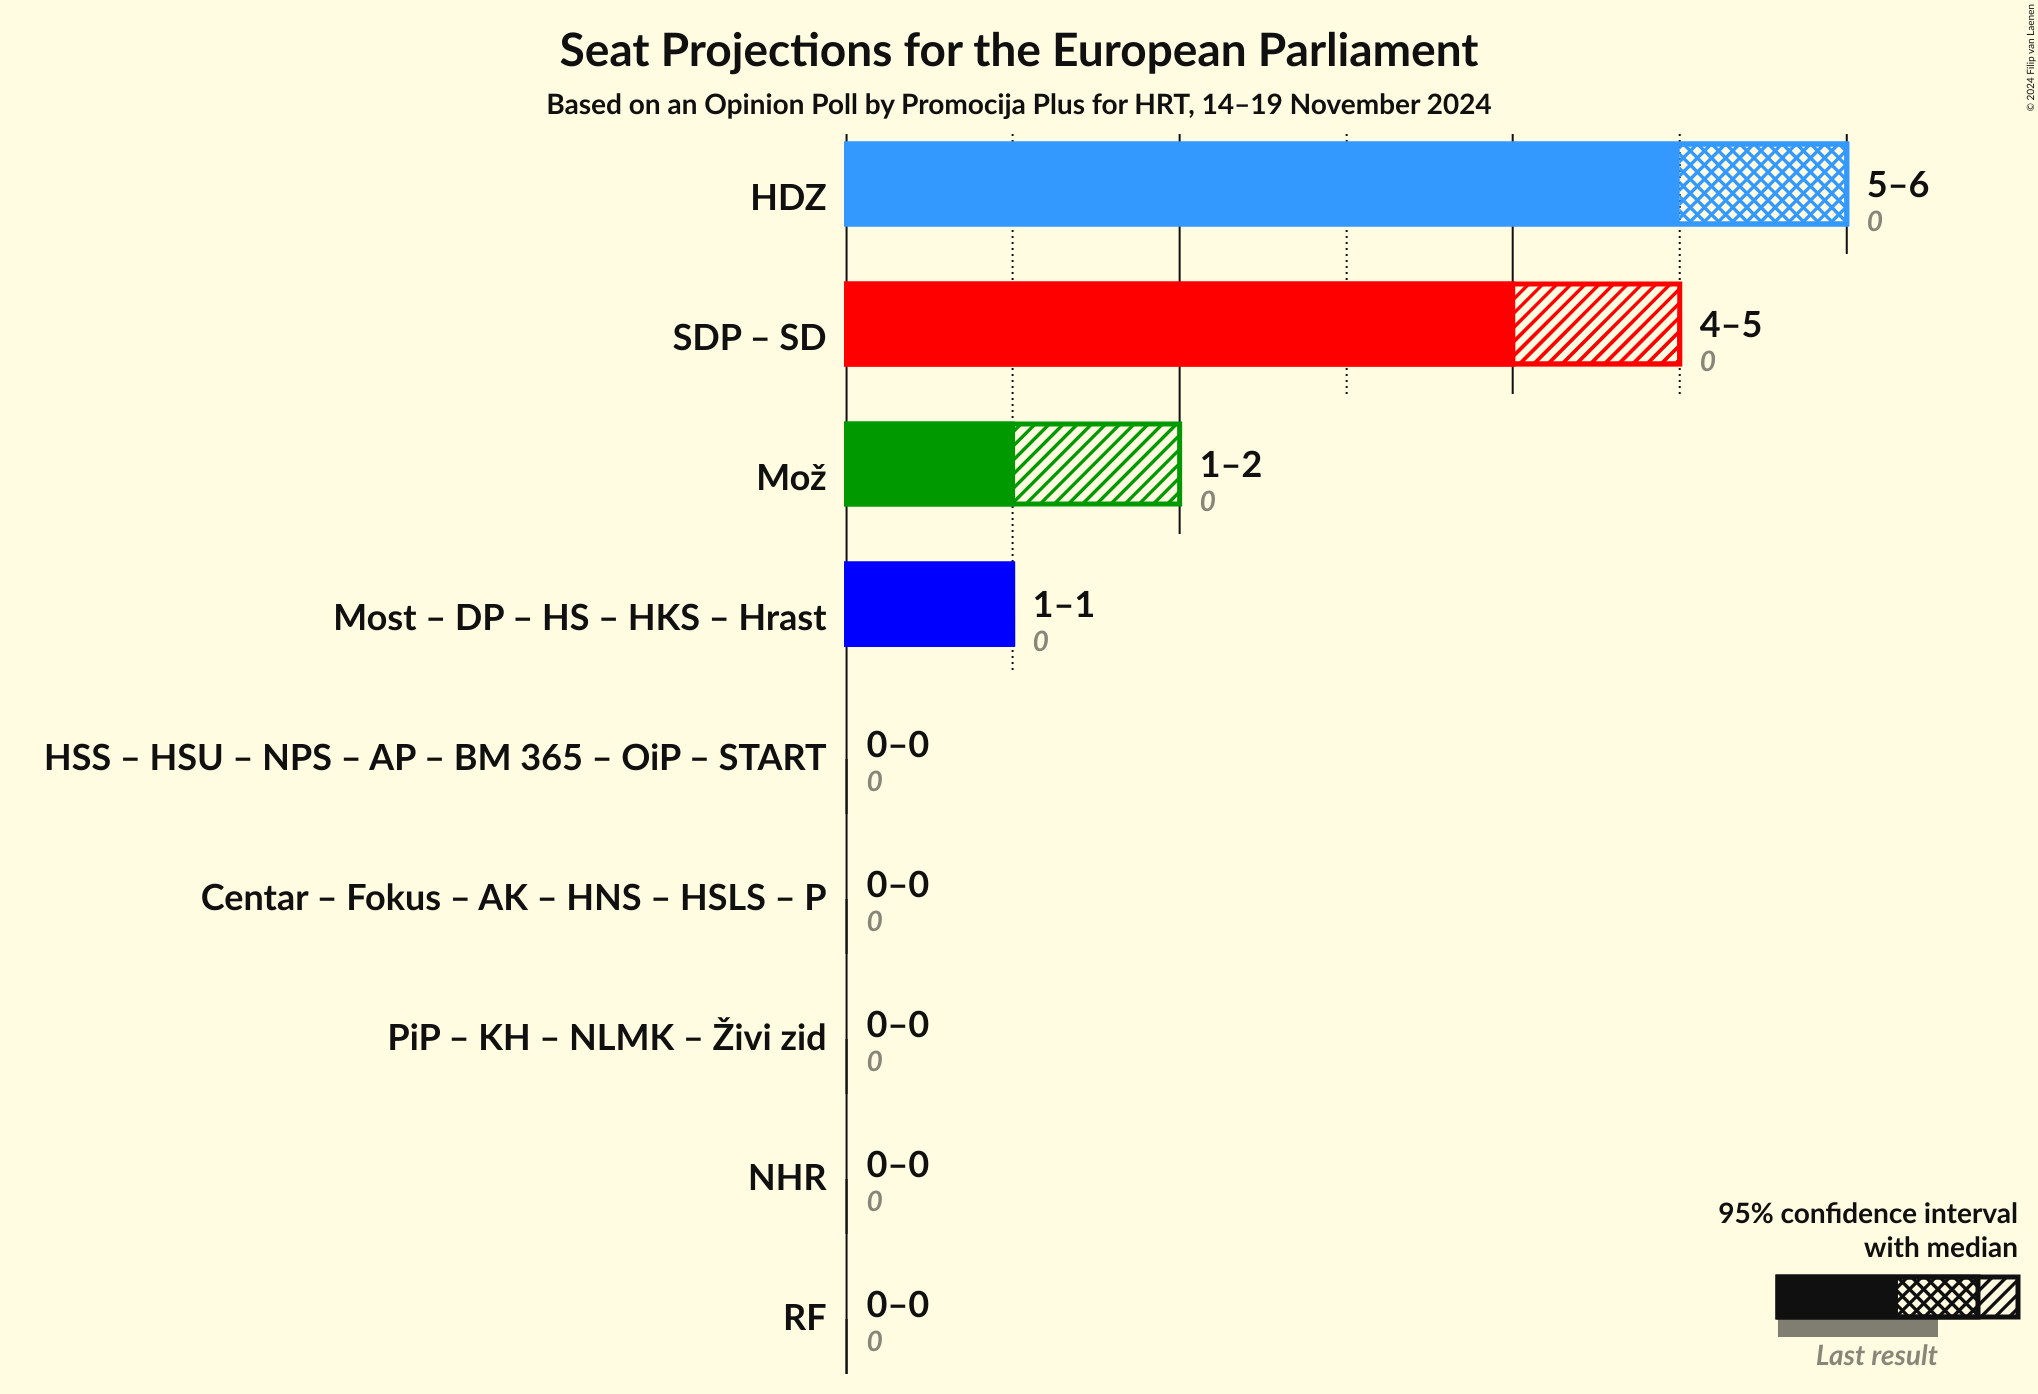 Seat Projections for the European Parliament
Based on an Opinion Poll by Promocija Plus for HRT, 14–19 November 2024
© 2024 Filip van Laenen
HDZ
5–6
0
SDP – SD
4–5
0
Mož
1–2
0
Most – DP – HS – HKS – Hrast
1–1
0
HSS – HSU – NPS – AP – BM 365 – OiP – START
0–0
0
Centar – Fokus – AK – HNS – HSLS – P
0–0
0
PiP – KH – NLMK – Živi zid
0–0
0
NHR
0–0
0
RF
0–0
0
95% confidence interval
with median
Last result